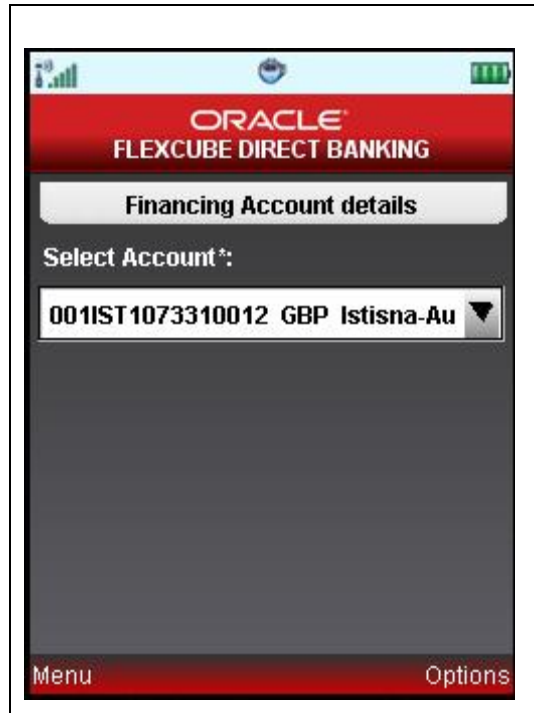 ORACLE
FLEXCUBE DIRECT BANKING
Financing Account details
Select Account*:
001IST1073310012 GBP Istisna-Au
Menu Options